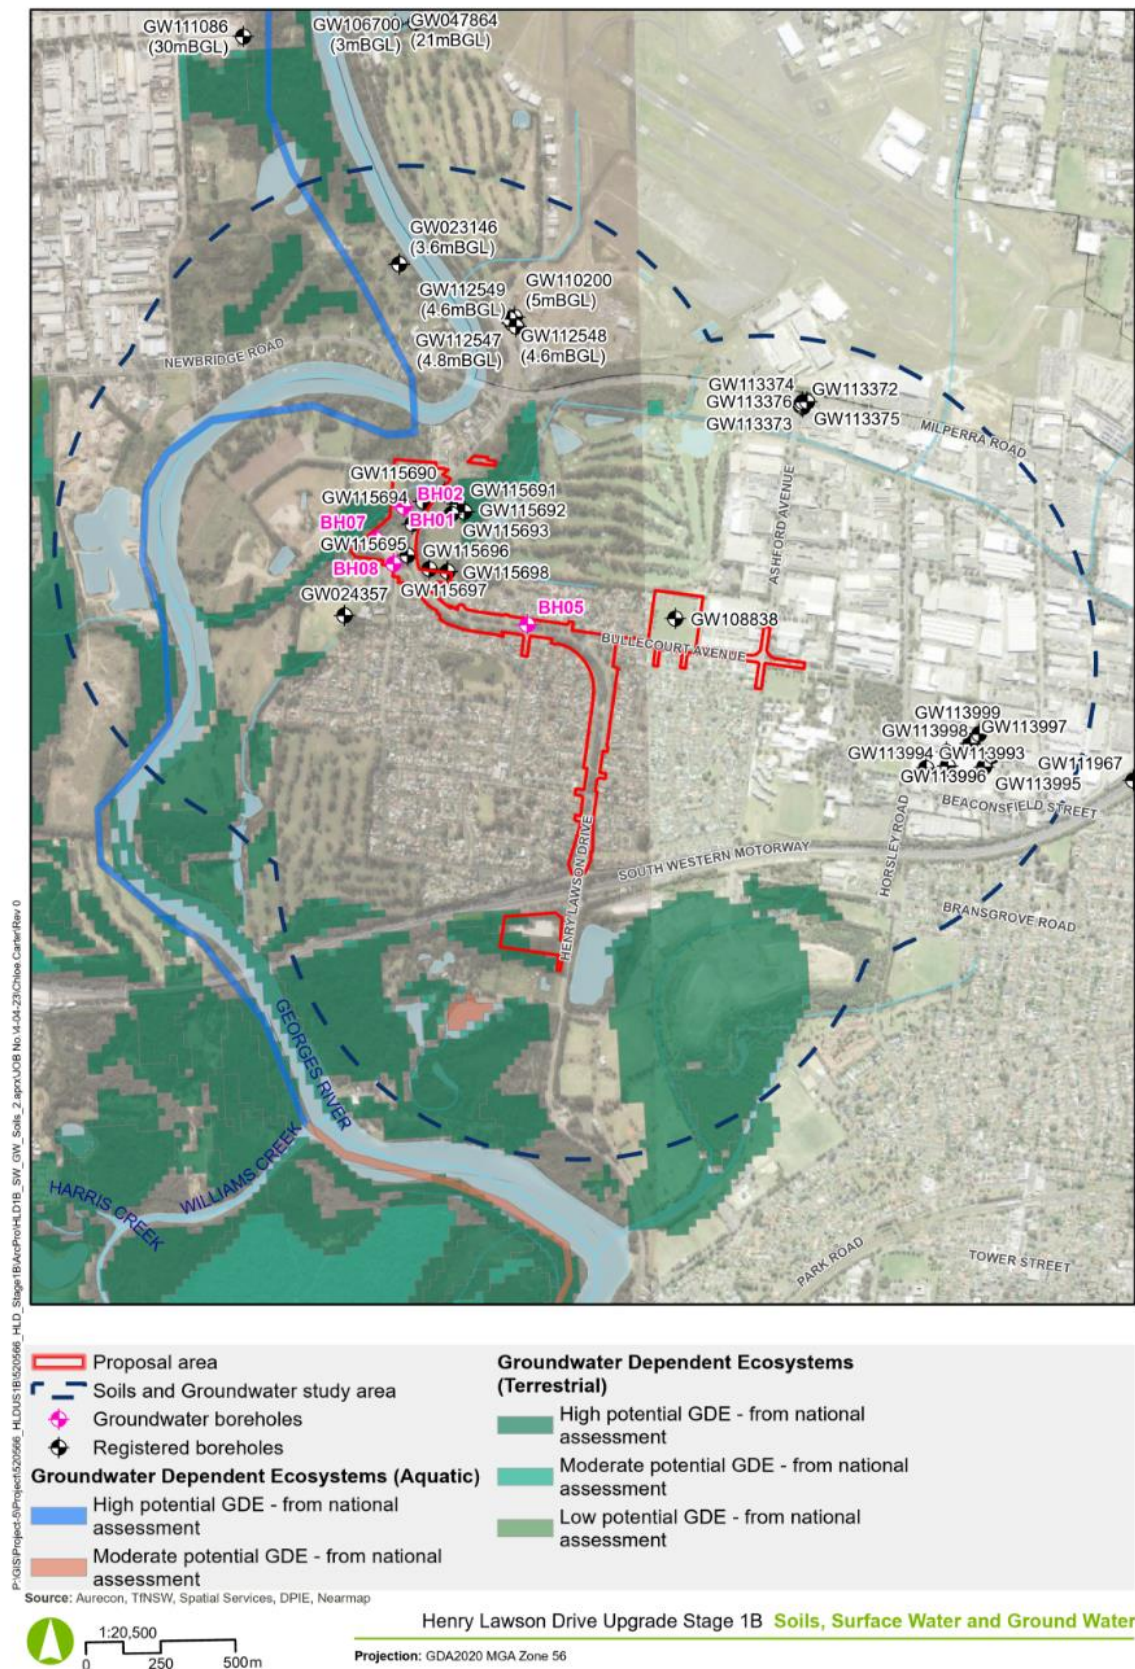 GW111086
(30mBGL)
GW106700
(3mBGL)
GW047864
(21mBGL)
GW023146
(3.6mBGL)
GW112549
(4.6mBGL)
GW110200
(5mBGL)
GW112547
(4.8mBGL)
GW112548
(4.6mBGL)
NEWBRIDGE ROAD
GW113374
GW113372
GW113376
GW113373
GW113375
MILPERRA ROAD
ASHFORD AVENUE
GW115690
GW115694
BH02
GW115691
GW115692
BH07
BH01
GW115693
GW115695
GW115696
BH08
GW115698
GW115697
GW024357
BH05
GW108838
BULLECOURT AVENUE
GW113999
GW113998
GW113997
GW113994
GW113993
GW111967
GW113996
GW113995
BEACONSFIELD STREET
HORSLEY ROAD
SOUTH WESTERN MOTORWAY
HENRY LAWSON DRIVE
BRANSGROVE ROAD
GEORGES RIVER
WILLIAMS CREEK
HARRIS CREEK
PARK ROAD
TOWER STREET
Proposal area
Soils and Groundwater study area
Groundwater boreholes
Registered boreholes
Groundwater Dependent Ecosystems (Aquatic)
High potential GDE - from national
assessment
Moderate potential GDE - from national
assessment
Groundwater Dependent Ecosystems
(Terrestrial)
High potential GDE - from national
assessment
Moderate potential GDE - from national
assessment
Low potential GDE - from national
assessment
Source: Aurecon, TfNSW, Spatial Services, DPIE, Nearmap
1:20,500
0 250 500m
Henry Lawson Drive Upgrade Stage 1B Soils, Surface Water and Ground Water
Projection: GDA2020 MGA Zone 56